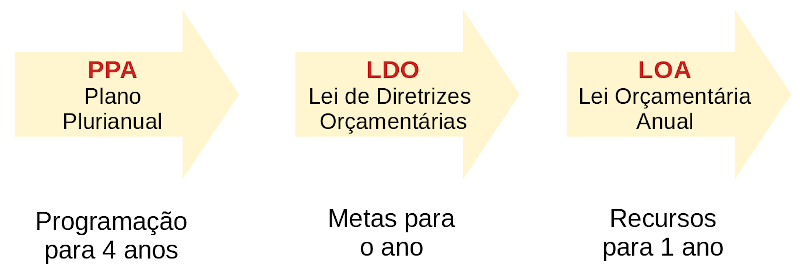 PPA
Plano
Plurianual
LDO
Lei de Diretrizes
Orçamentárias
LOA
Lei Orçamentária
Anual
Programação
para 4 anos
Metas para
o ano
Recursos
para 1 ano